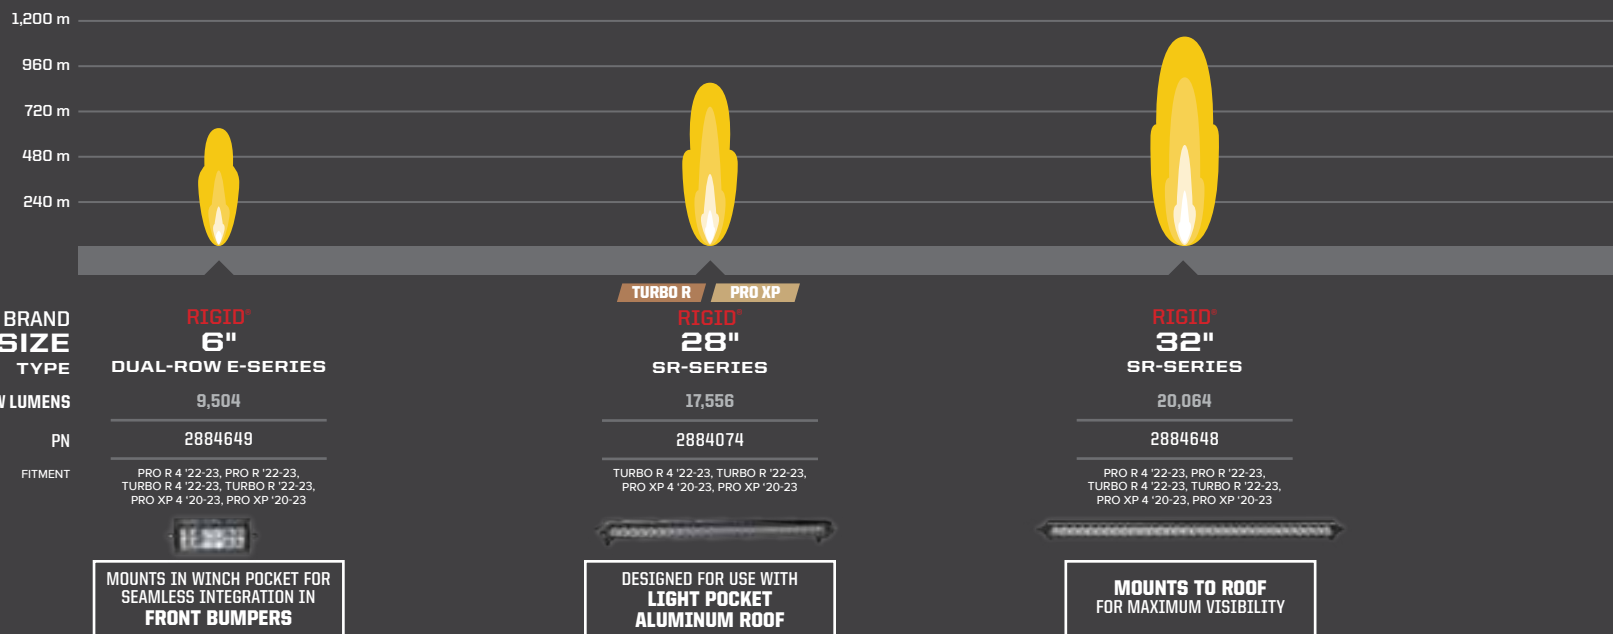 1,200 m
960 m
720 m
480 m
240 m
TURBO R PRO XP
BRAND RIGID® RIGID® RIGID®
SIZE 6" 28" 32"
TYPE DUAL-ROW E-SERIES SR-SERIES SR-SERIES
LUMENS 9,504 17,556 20,064
PN 2884649 2884074 2884648
FITMENT
PRO R 4 '22-23, PRO R '22-23,
TURBO R 4 '22-23, TURBO R '22-23,
PRO XP 4 '20-23, PRO XP '20-23
TURBO R 4 '22-23, TURBO R '22-23,
PRO XP 4 '20-23, PRO XP '20-23
PRO R 4 '22-23, PRO R '22-23,
TURBO R 4 '22-23, TURBO R '22-23,
PRO XP 4 '20-23, PRO XP '20-23
MOUNTS IN WINCH POCKET FOR
SEAMLESS INTEGRATION IN
FRONT BUMPERS
DESIGNED FOR USE WITH
LIGHT POCKET
ALUMINUM ROOF
MOUNTS TO ROOF
FOR MAXIMUM VISIBILITY